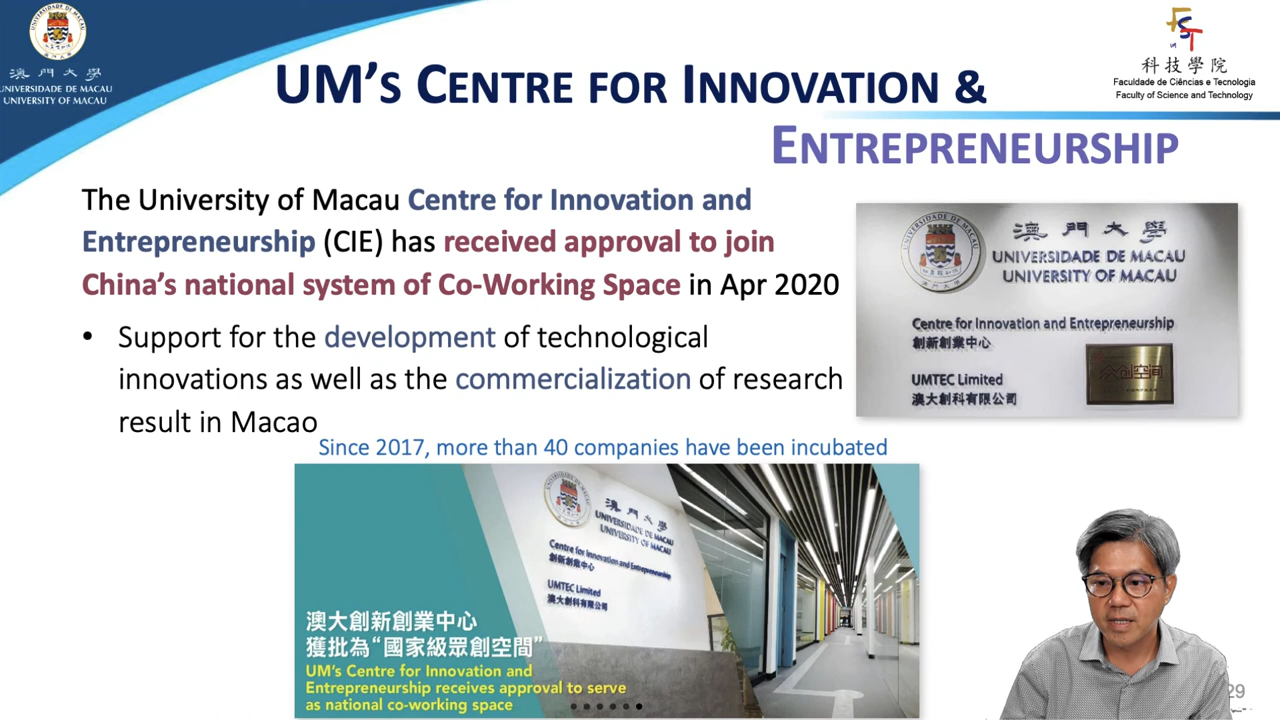 澳門大學
UNIVERSIDADE DE MACAU
UNIVERSITY OF MACAU
FST
UM
科技學院
Faculdade de Ciências e Tecnologia
Faculty of Science and Technology
UM’S CENTRE FOR INNOVATION &
ENTREPRENEURSHIP
The University of Macau Centre for Innovation and
Entrepreneurship (CIE) has received approval to join
China’s national system of Co-Working Space in Apr 2020
• Support for the development of technological
innovations as well as the commercialization of research
result in Macao
UNIVERSIDADE DE MACAU
澳門大學
UNIVERSIDADE DE MACAU
UNIVERSITY OF MACAU
Centre for Innovation and Entrepreneurship
創新創業中心
UMTEC Limited
澳大創科有限公司
众创空间
Since 2017, more than 40 companies have been incubated
澳門大學
UNIVERSIDADE DE MACAU
UNIVERSITY OF MACAU
Centre for Innovation and Entrepreneurship
創新創業中心
UMTEC Limited
澳大創科有限公司
澳大創新創業中心
獲批為“國家級眾創空間”
UM’s Centre for Innovation and
Entrepreneurship receives approval to serve
as national co-working space
29